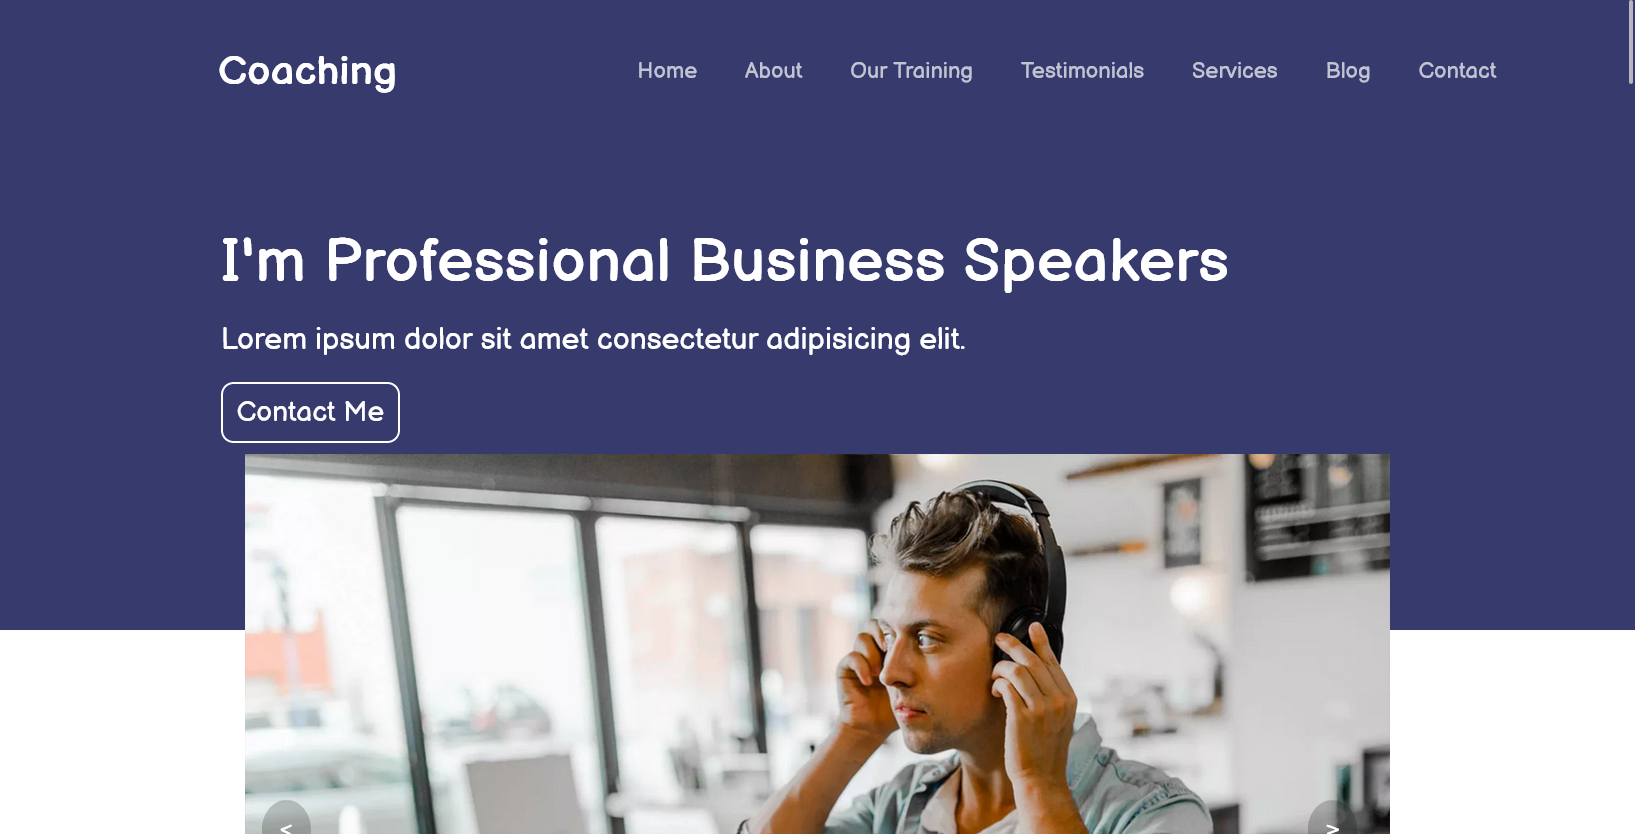 Coaching
Home About Our Training Testimonials Services Blog Contact
I'm Professional Business Speakers
Lorem ipsum dolor sit amet consectetur adipisicing elit.
Contact Me
< >